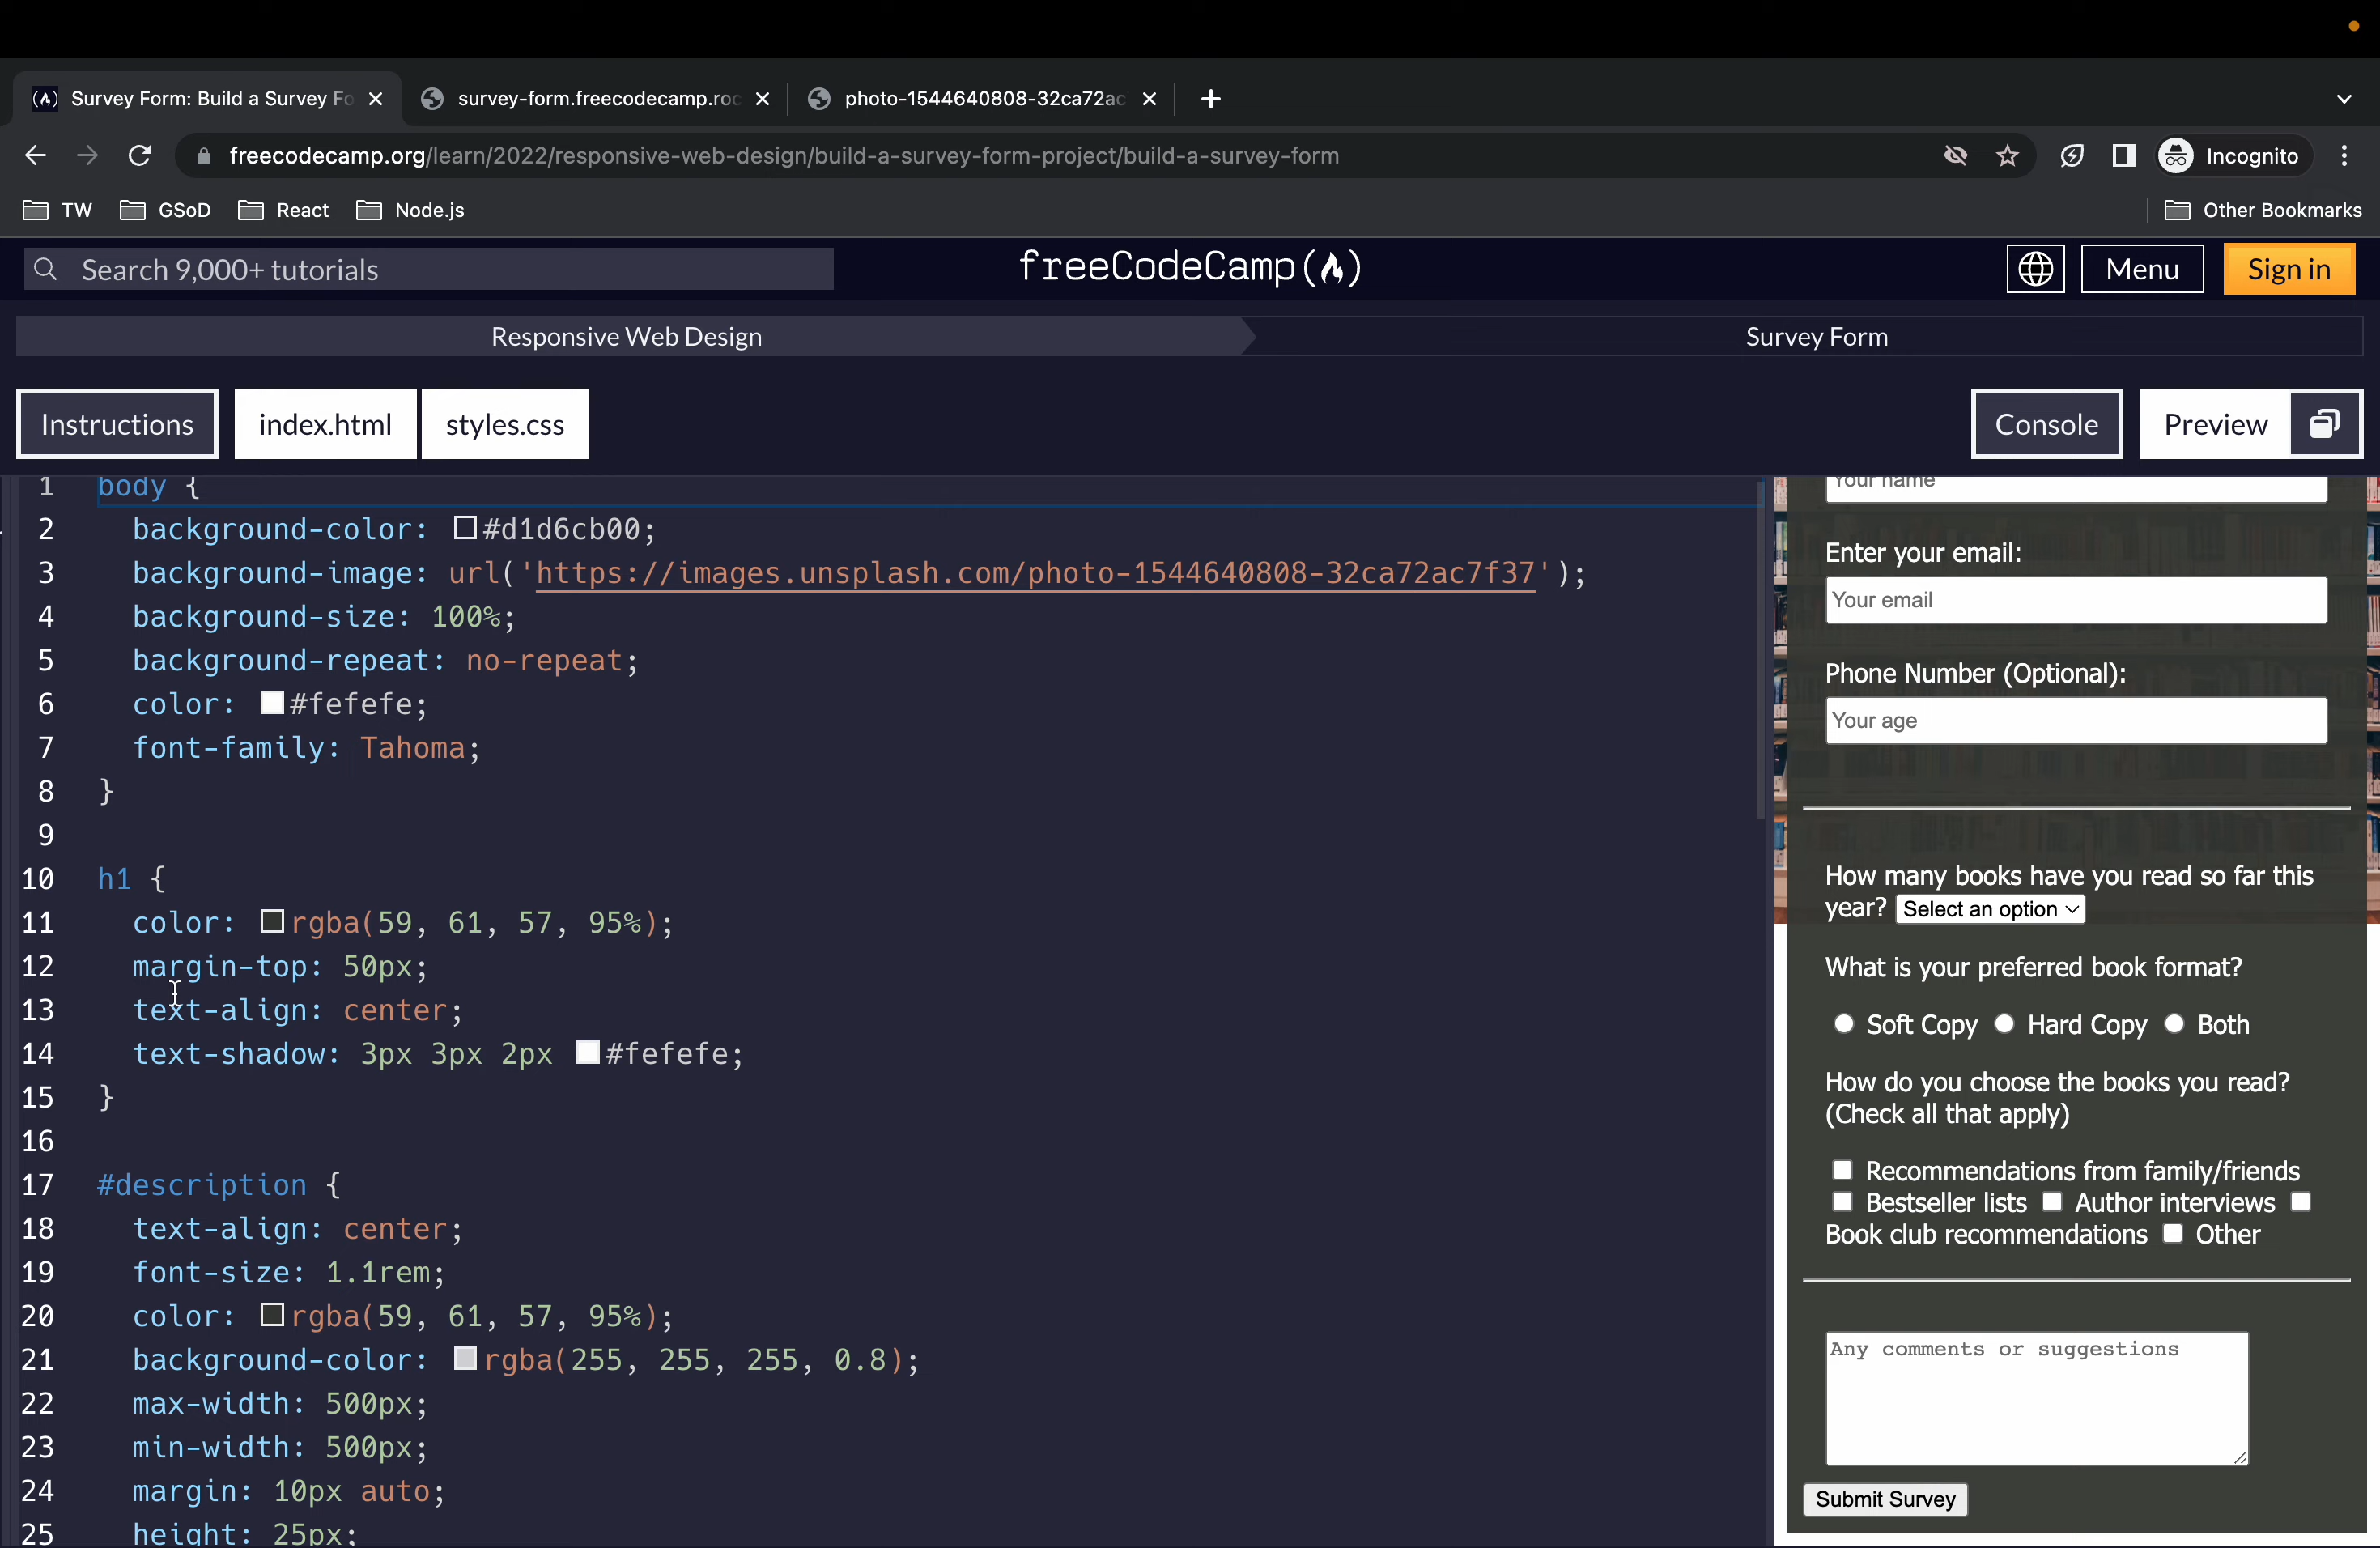 Survey Form: Build a Survey Fo
survey-form.freecodecamp.roc
photo-1544640808-32ca72ac
freecodecamp.org/learn/2022/responsive-web-design/build-a-survey-form-project/build-a-survey-form
Incognito
TW
GSoD
React
Node.js
Other Bookmarks
Search 9,000+ tutorials
freeCodeCamp
Menu
Sign in
Responsive Web Design
Survey Form
Instructions
index.html
styles.css
Console
Preview
1 body {
2 background-color: #d1d6cb00;
3 background-image: url('https://images.unsplash.com/photo-1544640808-32ca72ac7f37');
4 background-size: 100%;
5 background-repeat: no-repeat;
6 color: #fefefe;
7 font-family: Tahoma;
8 }
9
10 h1 {
11 color: rgba(59, 61, 57, 95%);
12 margin-top: 50px;
13 text-align: center;
14 text-shadow: 3px 3px 2px #fefefe;
15 }
16
17 #description {
18 text-align: center;
19 font-size: 1.1rem;
20 color: rgba(59, 61, 57, 95%);
21 background-color: rgba(255, 255, 255, 0.8);
22 max-width: 500px;
23 min-width: 500px;
24 margin: 10px auto;
25 height: 25px;
Your name
Enter your email:
Your email
Phone Number (Optional):
Your age
How many books have you read so far this
year? Select an option
What is your preferred book format?
Soft Copy Hard Copy Both
How do you choose the books you read?
(Check all that apply)
Recommendations from family/friends
Bestseller lists Author interviews
Book club recommendations Other
Any comments or suggestions
Submit Survey